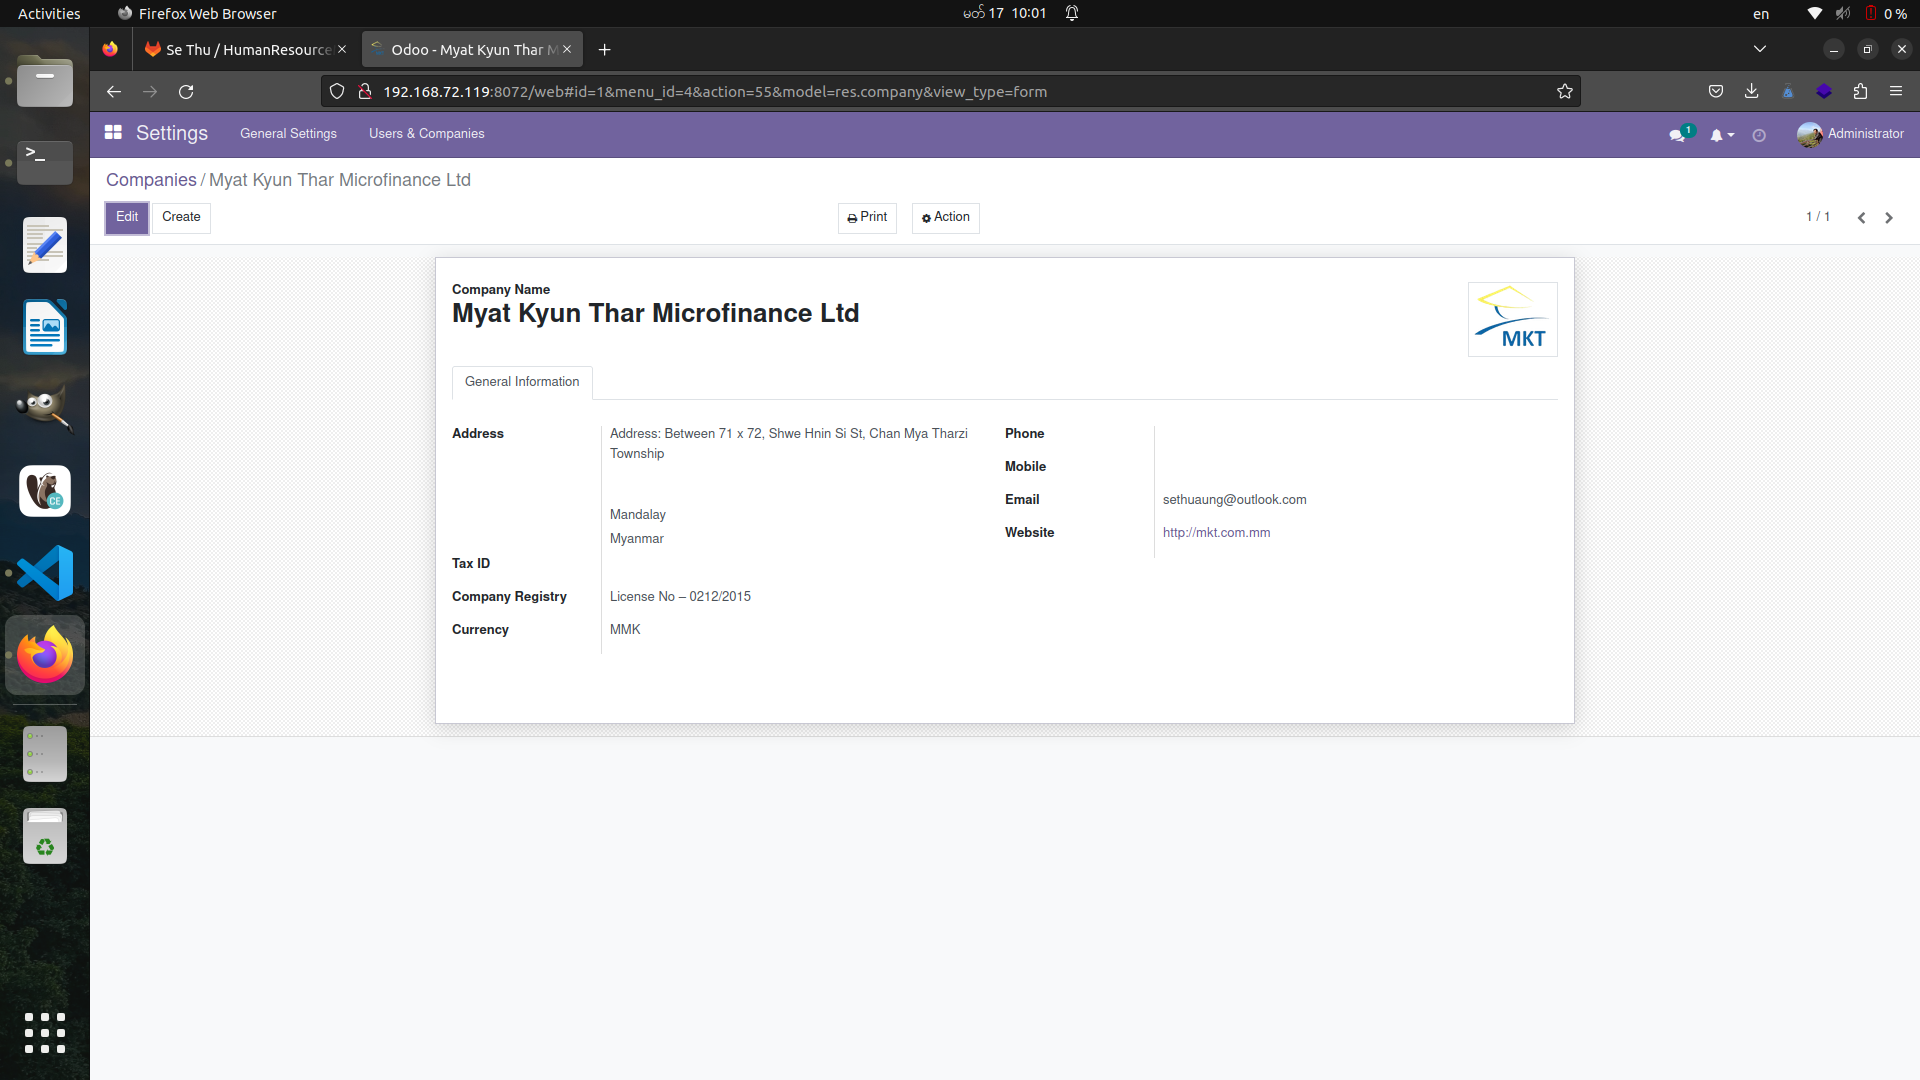 Activities
Firefox Web Browser
မတ် 17 10:01
en
0 %
Se Thu / HumanResource
Odoo - Myat Kyun Thar M
192.168.72.119:8072/web#id=1&menu_id=4&action=55&model=res.company&view_type=form
Settings
General Settings
Users & Companies
1
Administrator
Companies / Myat Kyun Thar Microfinance Ltd
Edit
Create
Print
Action
1 / 1
Company Name
Myat Kyun Thar Microfinance Ltd
MKT
General Information
Address
Address: Between 71 x 72, Shwe Hnin Si St, Chan Mya Tharzi
Township
Mandalay
Myanmar
Tax ID
Company Registry
License No – 0212/2015
Currency
MMK
Phone
Mobile
Email
sethuaung@outlook.com
Website
http://mkt.com.mm
>_
CE